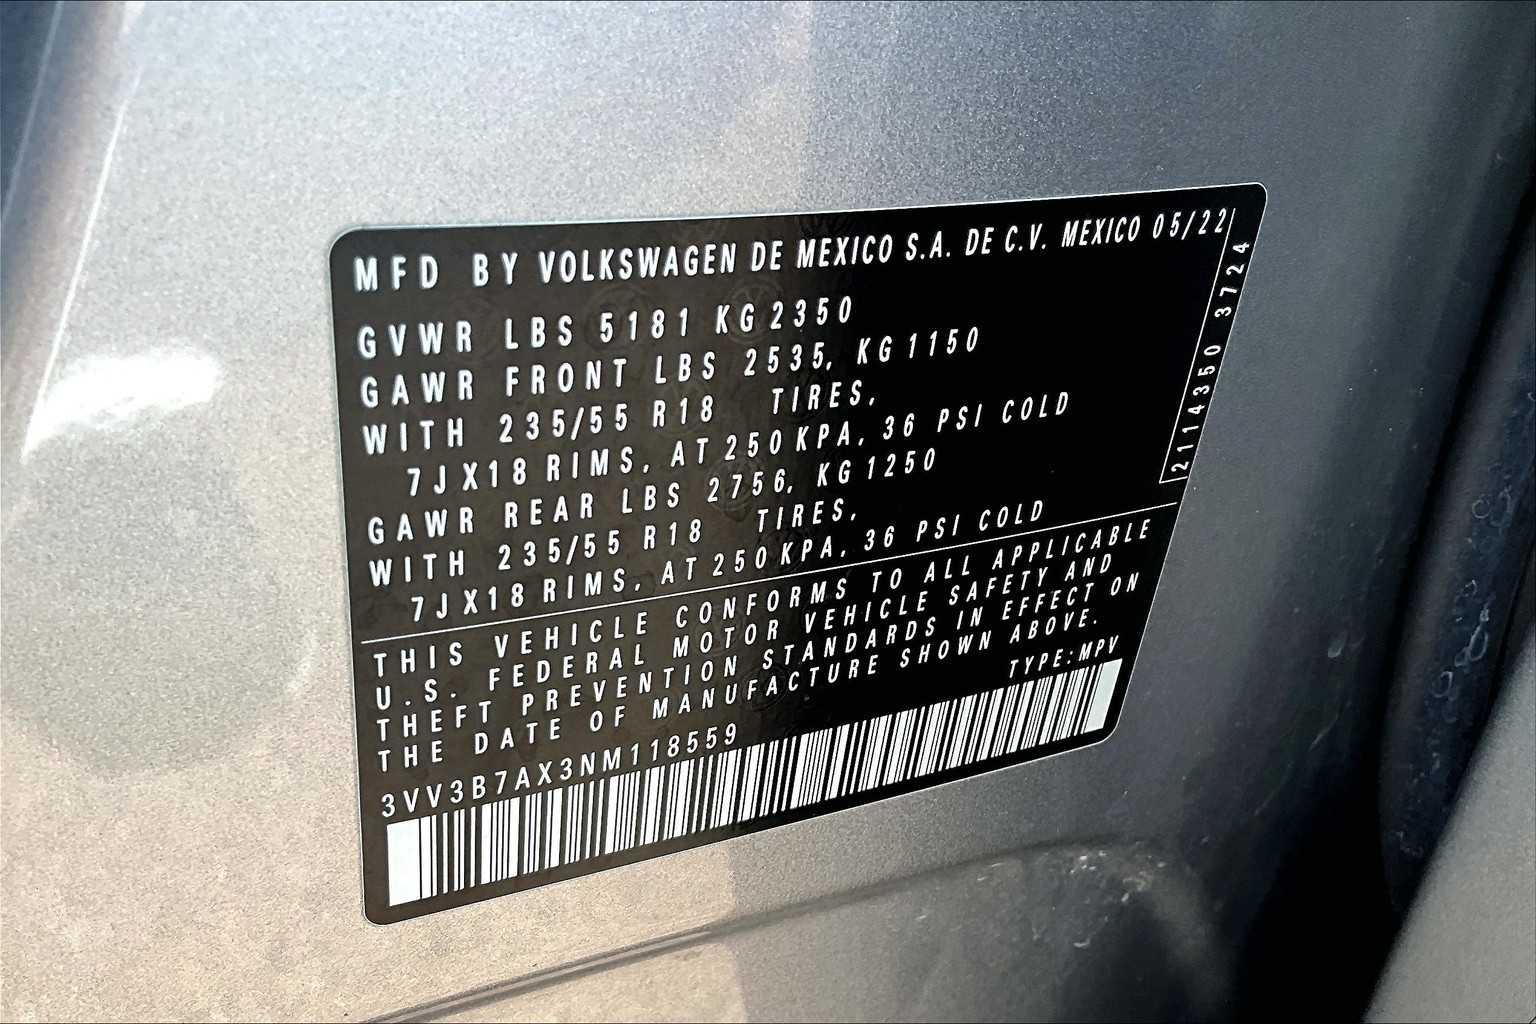 MFD BY VOLKSWAGEN DE MEXICO S.A. DE C.V. MEXICO 05/22
GVWR LBS 5181 KG 2350
GAWR FRONT LBS 2535, KG 1150
WITH 235/55 R18 TIRES,
7JX18 RIMS, AT 250 KPA, 36 PSI COLD
GAWR REAR LBS 2756, KG 1250
WITH 235/55 R18 TIRES,
7JX18 RIMS, AT 250 KPA, 36 PSI COLD
2114350 3724
THIS VEHICLE CONFORMS TO ALL APPLICABLE
U.S. FEDERAL MOTOR VEHICLE SAFETY AND
THEFT PREVENTION STANDARDS IN EFFECT ON
THE DATE OF MANUFACTURE SHOWN ABOVE.
TYPE:MPV
3VV3B7AX3NM118559